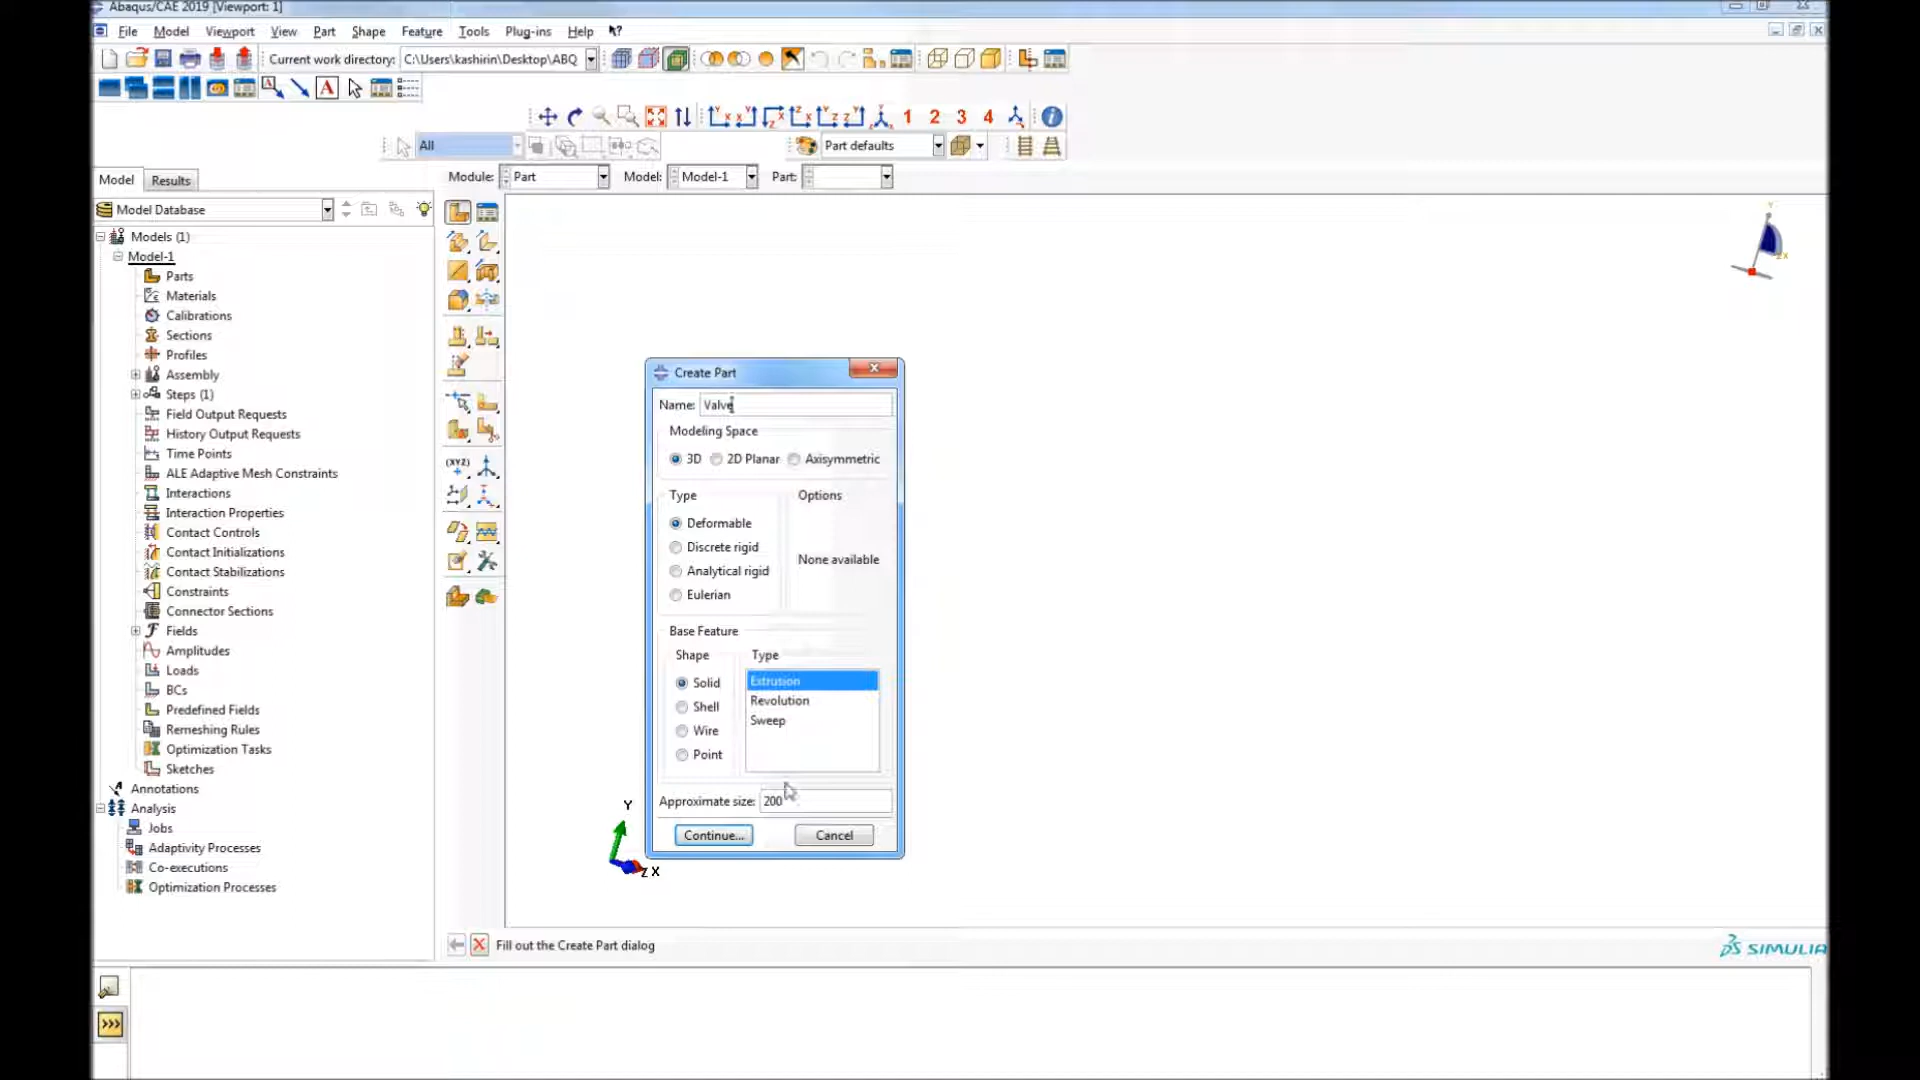 Abaqus/CAE 2019 [Viewport: 1]
File Model Viewport View Part Shape Feature Tools Plug-ins Help
Current work directory: C:\Users\kashirin\Desktop\ABQ
A
1 2 3 4
All
Part defaults
Model Results
Module: Part Model: Model-1 Part:
Model Database
Models (1)
Model-1
Parts
Materials
Calibrations
Sections
Profiles
Assembly
Steps (1)
Field Output Requests
History Output Requests
Time Points
ALE Adaptive Mesh Constraints
Interactions
Interaction Properties
Contact Controls
Contact Initializations
Contact Stabilizations
Constraints
Connector Sections
Fields
Amplitudes
Loads
BCs
Predefined Fields
Remeshing Rules
Optimization Tasks
Sketches
Annotations
Analysis
Jobs
Adaptivity Processes
Co-executions
Optimization Processes
(XYZ)
Create Part
Name: Valve
Modeling Space
3D 2D Planar Axisymmetric
Type Options
Deformable
Discrete rigid
None available
Analytical rigid
Eulerian
Base Feature
Shape Type
Solid Extrusion
Shell Revolution
Sweep
Wire
Point
Approximate size: 200
Continue... Cancel
Y
Z X
Fill out the Create Part dialog
SIMULIA
>>>